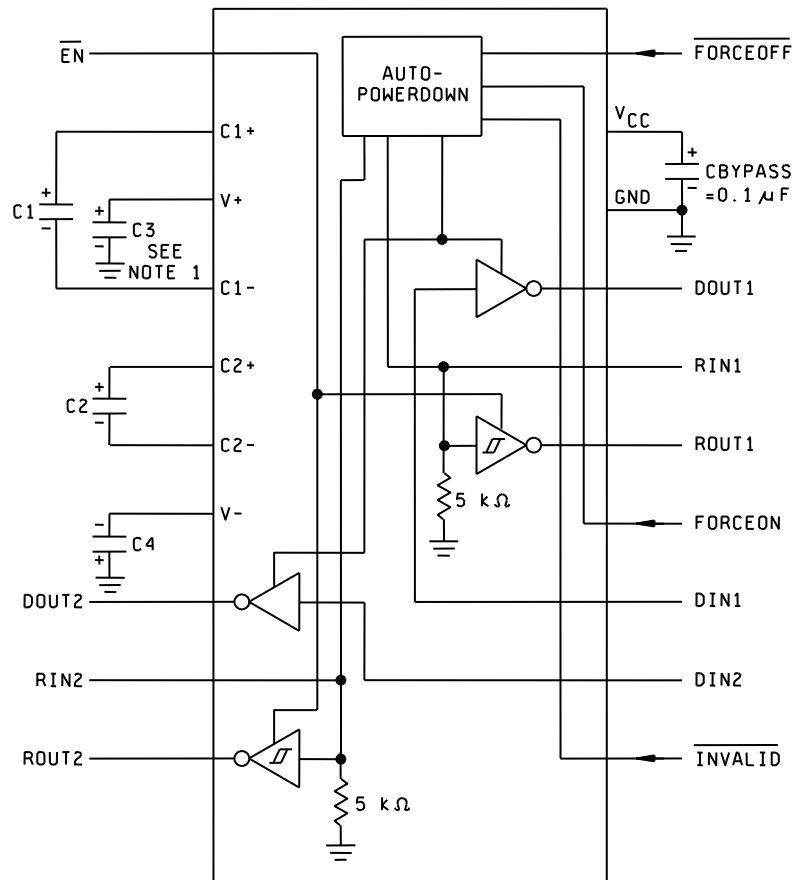 EN
FORCEOFF
AUTO-
POWERDOWN
VCC
C1+
+
+
CBYPASS
=0.1 µF
-
C1
-
V+
GND
+
C3
-
SEE
NOTE 1
C1-
DOUT1
C2+
RIN1
+
C2
-
C2-
ROUT1
5 kΩ
V-
FORCEON
-
C4
+
DOUT2
DIN1
RIN2
DIN2
ROUT2
INVALID
5 kΩ